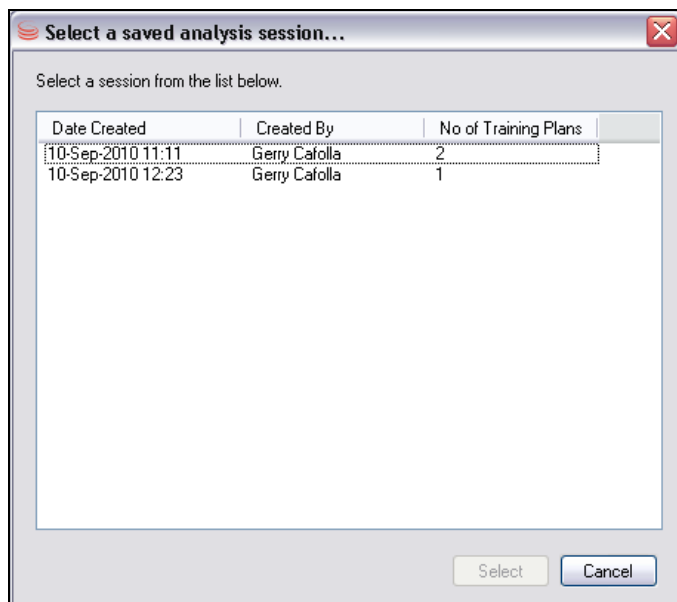 Select a saved analysis session...
Select a session from the list below.
Date Created Created By No of Training Plans
10-Sep-2010 11:11 Gerry Cafolla 2
10-Sep-2010 12:23 Gerry Cafolla 1
Select Cancel